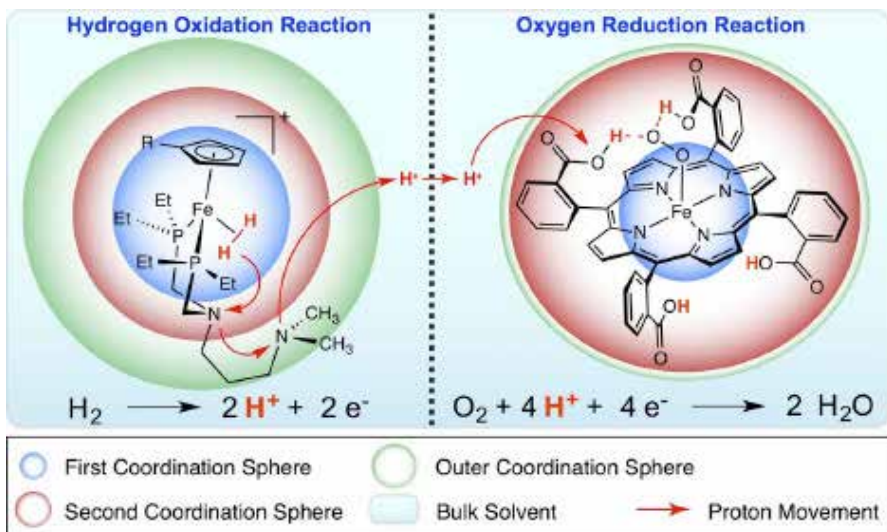 Hydrogen Oxidation Reaction
Oxygen Reduction Reaction
R
+
Et
Fe
H
Et
P
H
Et
P
Et
N
N
CH₃
CH₃
H⁺
H⁺
O
H
HO
H
O
O
O
O
N
N
Fe
N
N
HO
O
OH
O
H₂ → 2 H⁺ + 2 e⁻
O₂ + 4 H⁺ + 4 e⁻ → 2 H₂O
First Coordination Sphere
Outer Coordination Sphere
Second Coordination Sphere
Bulk Solvent
Proton Movement